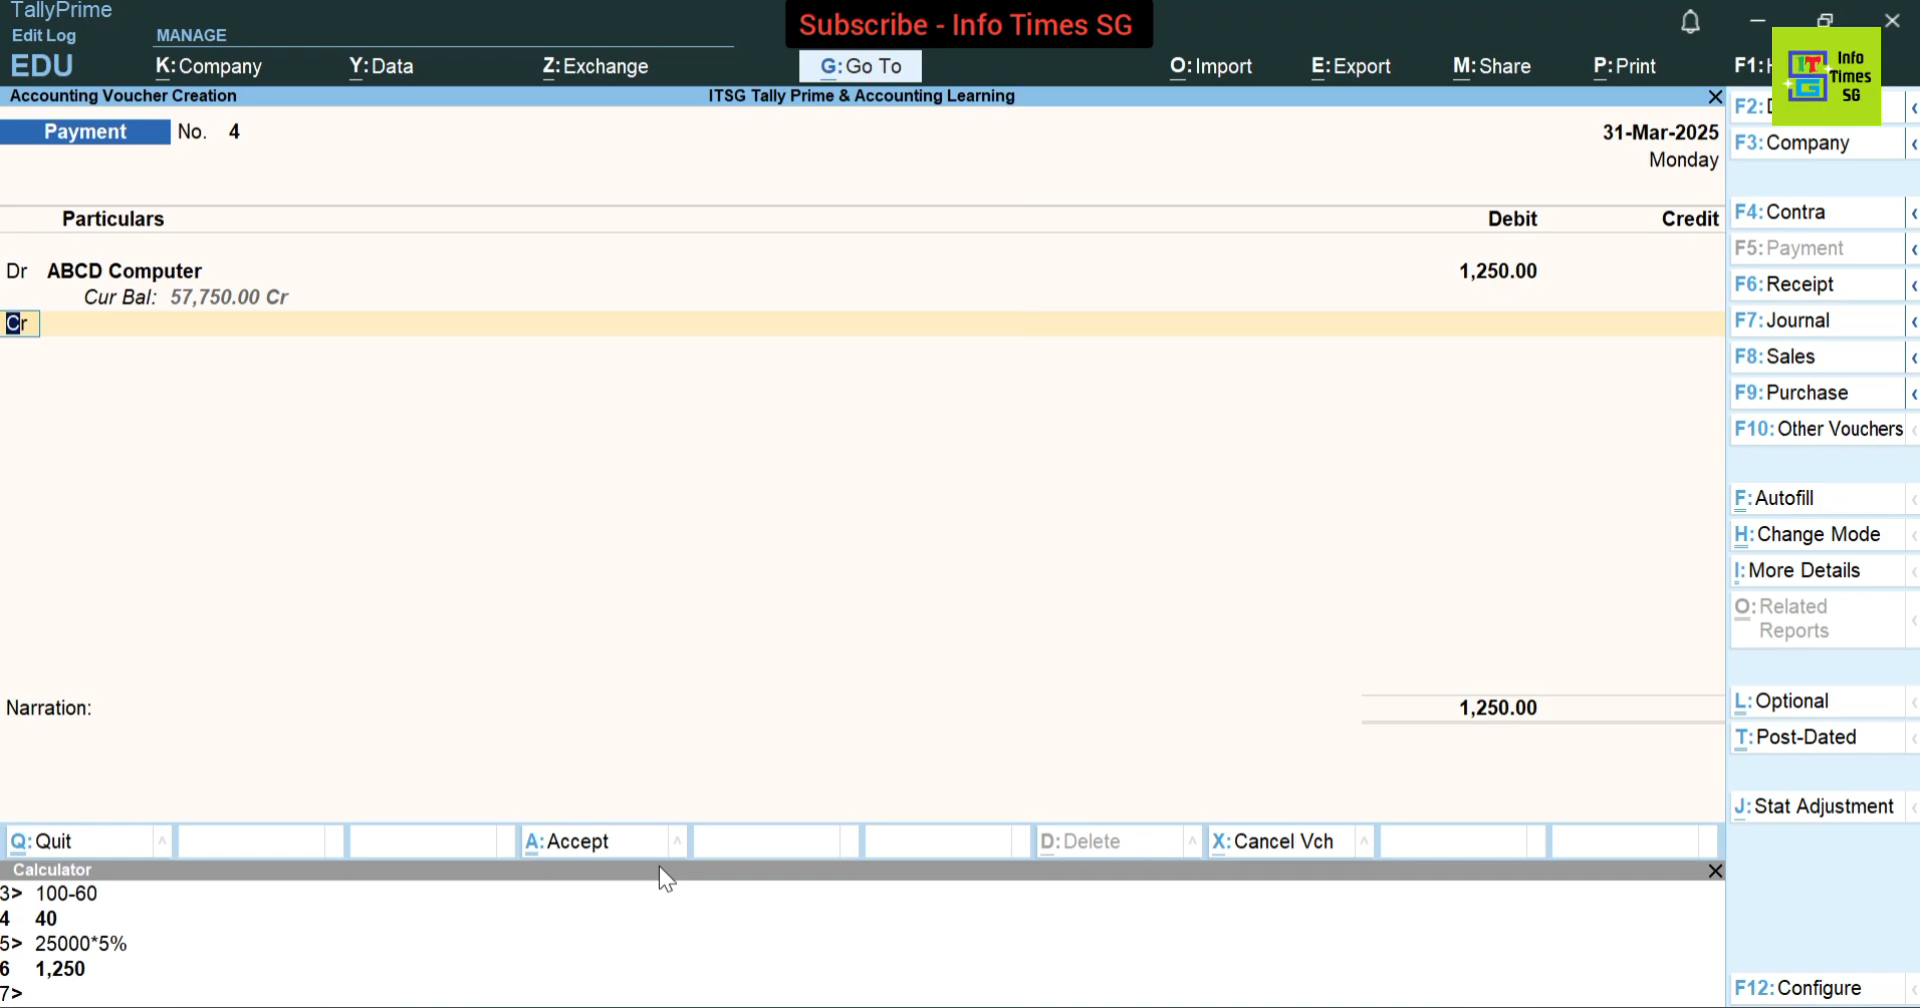 TallyPrime
Edit Log
EDU
MANAGE
K:Company
Y:Data
Z:Exchange
Subscribe - Info Times SG
G:Go To
O:Import
E:Export
M:Share
P:Print
F1:
Info
Times
SG
Accounting Voucher Creation
ITSG Tally Prime & Accounting Learning
Payment No. 4
31-Mar-2025
Monday
Particulars Debit Credit
Dr ABCD Computer 1,250.00
Cur Bal: 57,750.00 Cr
Cr
Narration: 1,250.00
F2:
F3:Company
F4:Contra
F5:Payment
F6:Receipt
F7:Journal
F8:Sales
F9:Purchase
F10:Other Vouchers
F:Autofill
H:Change Mode
I:More Details
O:Related
Reports
L:Optional
T:Post-Dated
J:Stat Adjustment
F12:Configure
Q:Quit
A:Accept
D:Delete
X:Cancel Vch
Calculator
3> 100-60
4 40
5> 25000*5%
6 1,250
7>